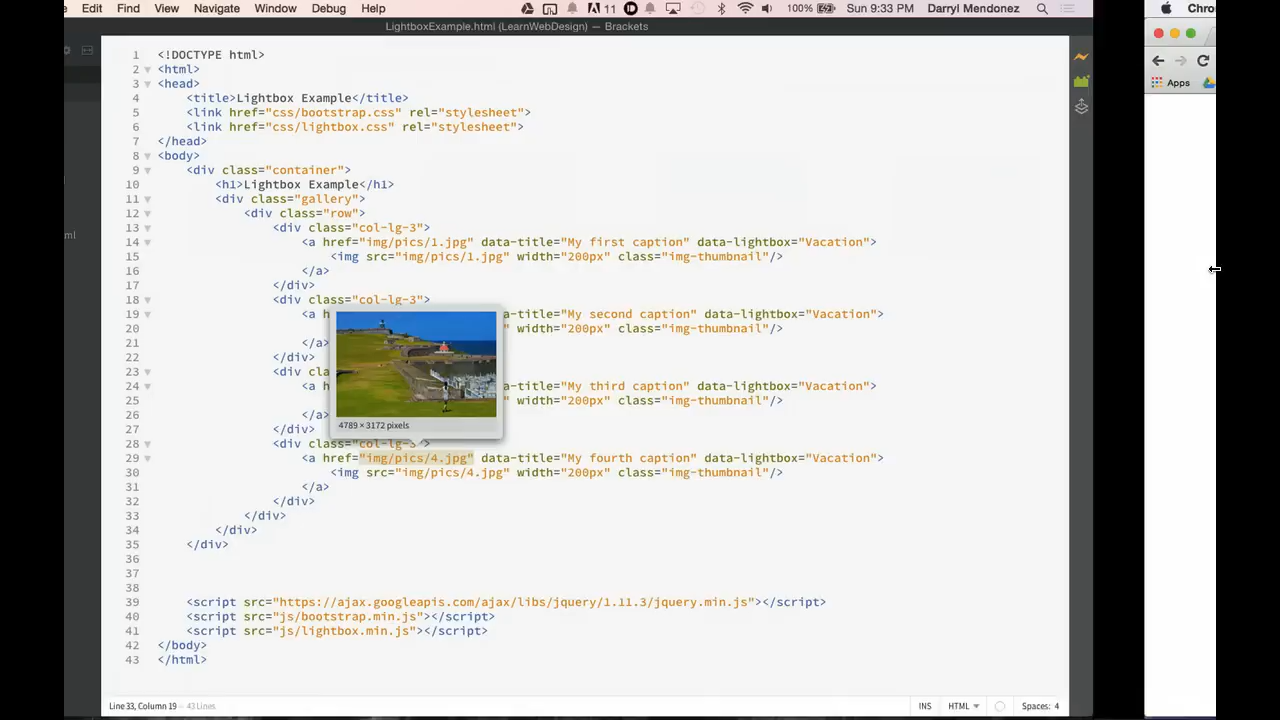 Edit Find View Navigate Window Debug Help 11 100% Sun 9:33 PM Darryl Mendonez Chro
LightboxExample.html (LearnWebDesign) — Brackets
Apps
ml
1 <!DOCTYPE html>
2 <html>
3 <head>
4 <title>Lightbox Example</title>
5 <link href="css/bootstrap.css" rel="stylesheet">
6 <link href="css/lightbox.css" rel="stylesheet">
7 </head>
8 <body>
9 <div class="container">
10 <h1>Lightbox Example</h1>
11 <div class="gallery">
12 <div class="row">
13 <div class="col-lg-3">
14 <a href="img/pics/1.jpg" data-title="My first caption" data-lightbox="Vacation">
15 <img src="img/pics/1.jpg" width="200px" class="img-thumbnail"/>
16 </a>
17 </div>
18 <div class="col-lg-3">
19 <a h p" data-title="My second caption" data-lightbox="Vacation">
20 " width="200px" class="img-thumbnail"/>
21 </a>
22 </div>
23 <div cla
24 <a h a-title="My third caption" data-lightbox="Vacation">
25 " width="200px" class="img-thumbnail"/>
26 </a>
27 </div>
4789 × 3172 pixels
28 <div class="col-lg-3">
29 <a href="img/pics/4.jpg" data-title="My fourth caption" data-lightbox="Vacation">
30 <img src="img/pics/4.jpg" width="200px" class="img-thumbnail"/>
31 </a>
32 </div>
33 </div>
34 </div>
35 </div>
36
37
38
39 <script src="https://ajax.googleapis.com/ajax/libs/jquery/1.11.3/jquery.min.js"></script>
40 <script src="js/bootstrap.min.js"></script>
41 <script src="js/lightbox.min.js"></script>
42 </body>
43 </html>
Line 33, Column 19 — 43 Lines INS HTML Spaces: 4